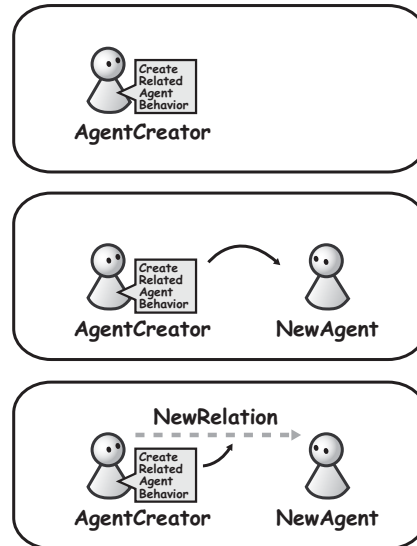 Create
Related
Agent
Behavior
AgentCreator
Create
Related
Agent
Behavior
AgentCreator
NewAgent
NewRelation
Create
Related
Agent
Behavior
AgentCreator
NewAgent